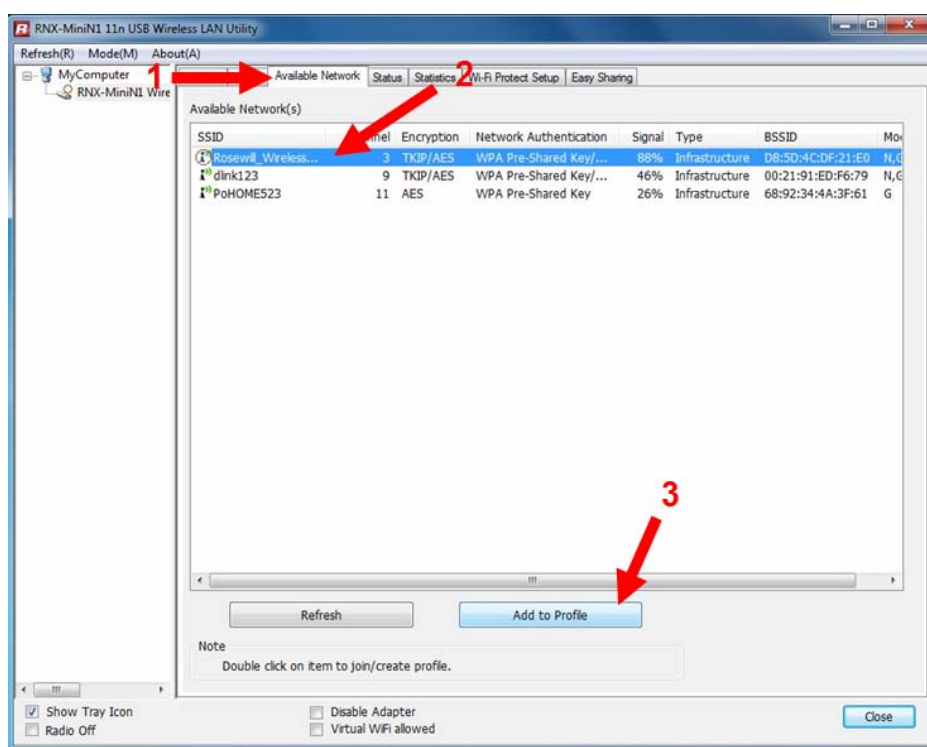 RNX-MiniN1 11n USB Wireless LAN Utility
Refresh(R) Mode(M) About(A)
MyComputer
RNX-MiniN1 Wire
1
2
Available Network Status Statistics Wi-Fi Protect Setup Easy Sharing
Available Network(s)
SSID nnel Encryption Network Authentication Signal Type BSSID Mo
Rosewill_Wireless... 3 TKIP/AES WPA Pre-Shared Key/... 88% Infrastructure D8:5D:4C:DF:21:E0 N,G
dlink123 9 TKIP/AES WPA Pre-Shared Key/... 46% Infrastructure 00:21:91:ED:F6:79 N,G
PoHOME523 11 AES WPA Pre-Shared Key 26% Infrastructure 68:92:34:4A:3F:61 G
3
Refresh Add to Profile
Note
Double click on item to join/create profile.
Show Tray Icon Disable Adapter
Radio Off Virtual WiFi allowed
Close